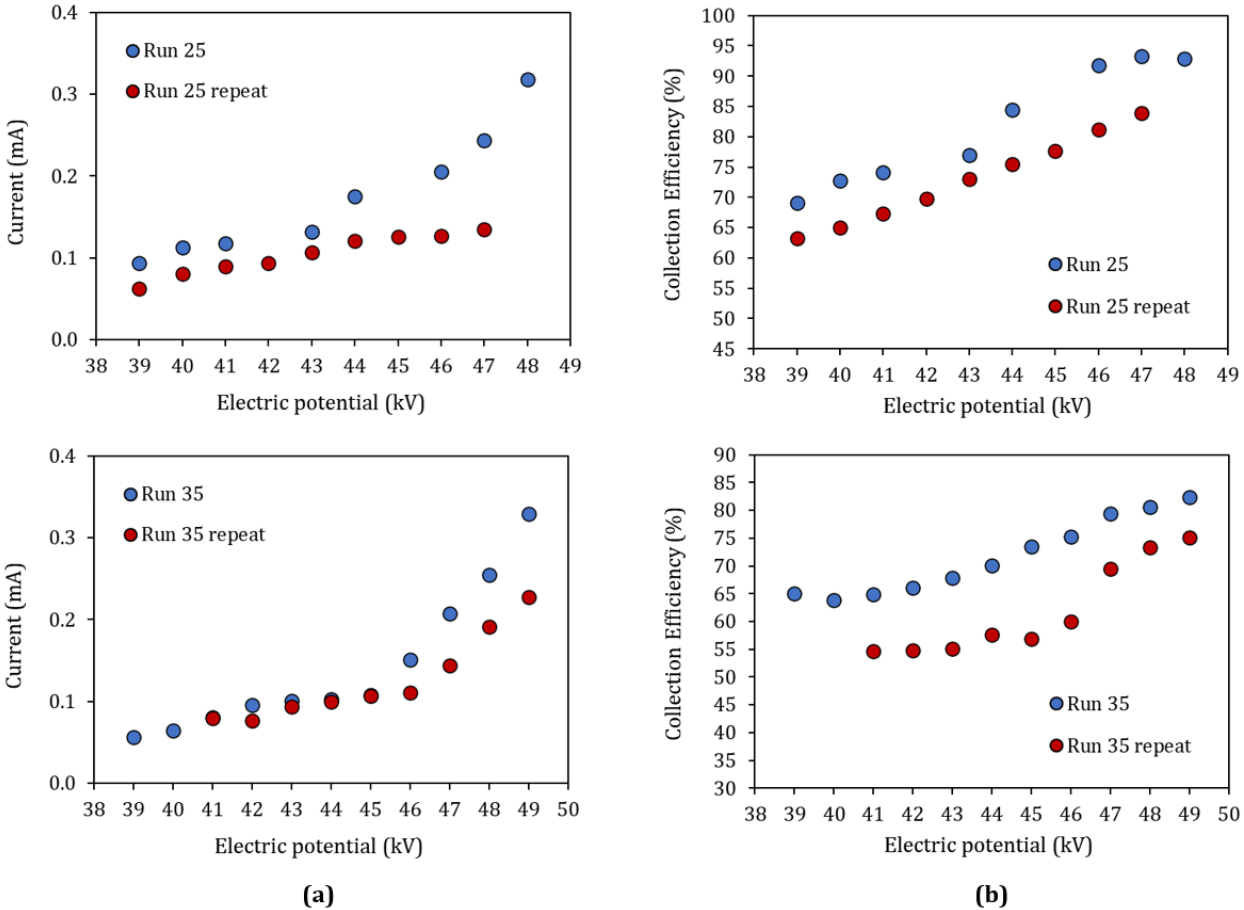 0.4
0.3
0.2
0.1
0.0
Current (mA)
Run 25
Run 25 repeat
38 39 40 41 42 43 44 45 46 47 48 49
Electric potential (kV)
100
95
90
85
80
75
70
65
60
55
50
45
Collection Efficiency (%)
Run 25
Run 25 repeat
38 39 40 41 42 43 44 45 46 47 48 49
Electric potential (kV)
0.4
0.3
0.2
0.1
0.0
Current (mA)
Run 35
Run 35 repeat
38 39 40 41 42 43 44 45 46 47 48 49 50
Electric potential (kV)
90
85
80
75
70
65
60
55
50
45
40
35
30
Collection Efficiency (%)
Run 35
Run 35 repeat
38 39 40 41 42 43 44 45 46 47 48 49 50
Electric potential (kV)
(a)
(b)